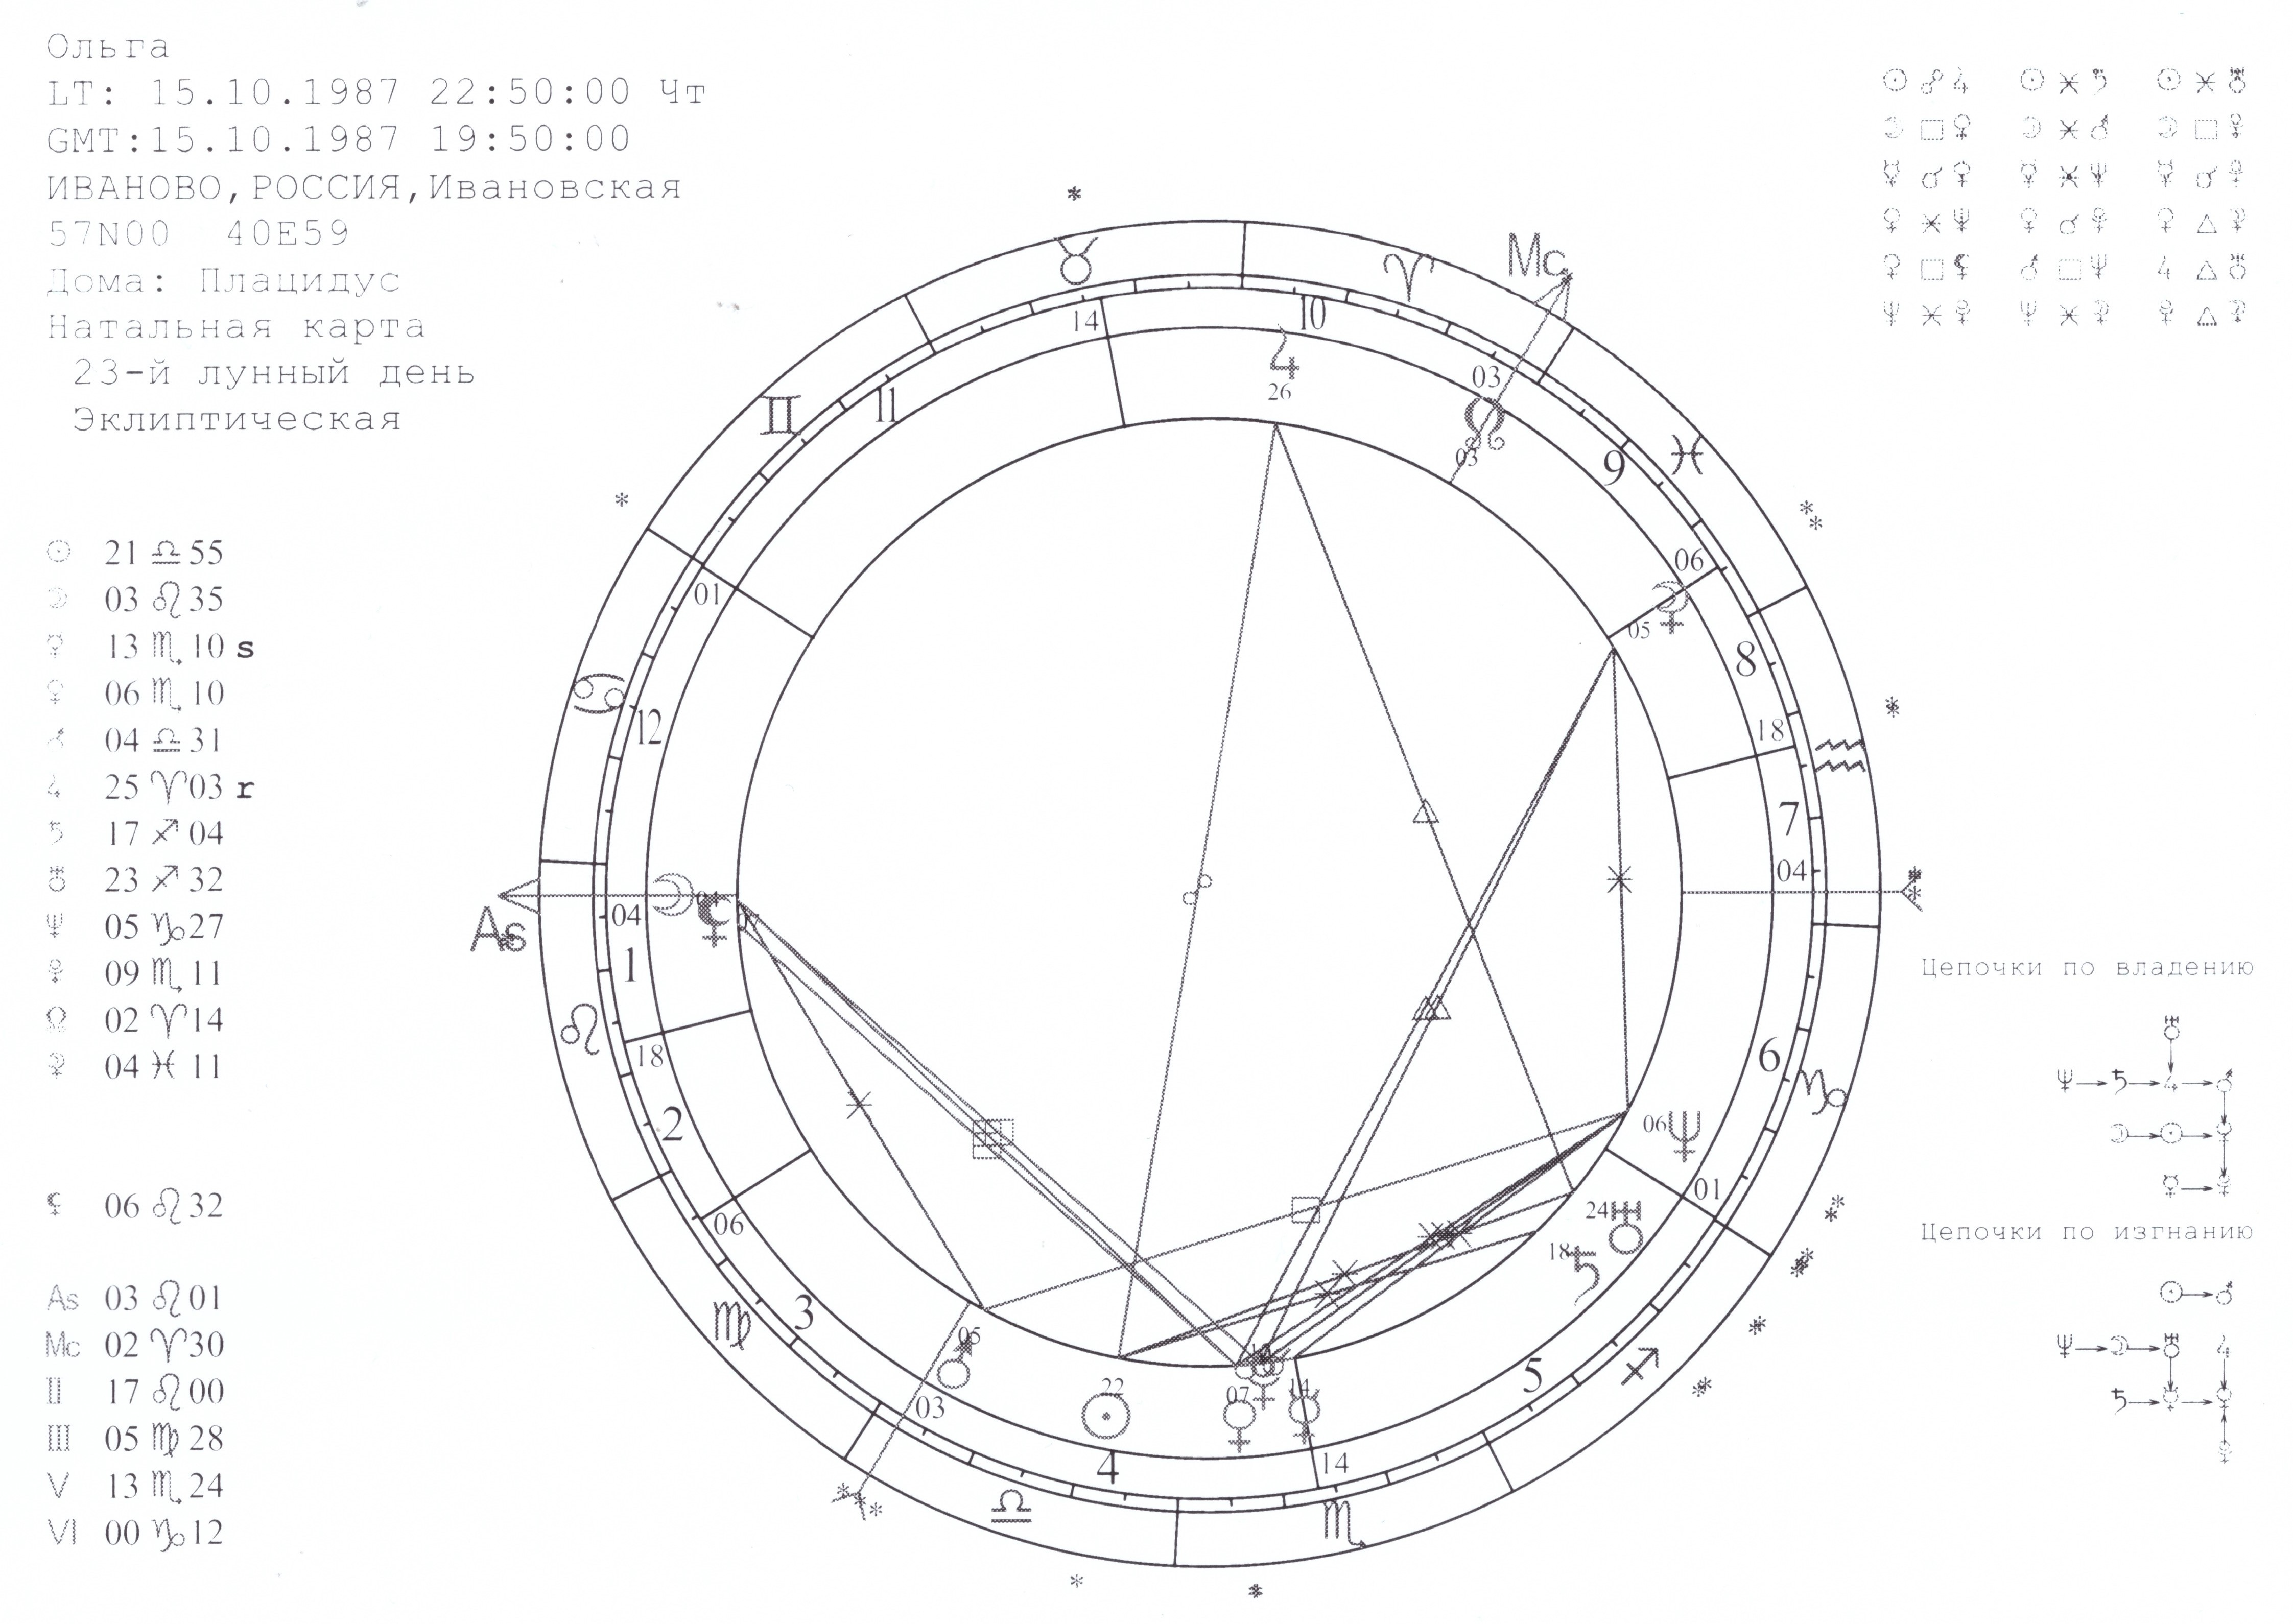 Ольга
LT: 15.10.1987 22:50:00 Чт
GMT:15.10.1987 19:50:00
ИВАНОВО,РОССИЯ,Ивановская
57N00 40E59
Дома: Плацидус
Натальная карта
23-й лунный день
Эклиптическая
☉ ☍ ♃ ☉ ⚹ ♄ ☉ ⚹ ♅
☽ □ ♀ ☽ ⚹ ♂ ☽ □ ♇
☿ ☌ ♀ ☿ ⚹ ♆ ☿ ☌ ♇
♀ ⚹ ♆ ♀ ☌ ♇ ♀ △ ⚳
♀ □ ⚸ ♂ □ ♆ ♃ △ ♅
♆ ⚹ ♇ ♆ ⚹ ⚳ ♇ △ ⚳
☉ 21 ♎ 55
☽ 03 ♌ 35
☿ 13 ♏ 10 s
♀ 06 ♏ 10
♂ 04 ♎ 31
♃ 25 ♈ 03 r
♄ 17 ♐ 04
♅ 23 ♐ 32
♆ 05 ♑ 27
♇ 09 ♏ 11
☊ 02 ♈ 14
04 ♓ 11
⚸ 06 ♌ 32
As 03 ♌ 01
Mc 02 ♈ 30
II 17 ♌ 00
III 05 ♍ 28
V 13 ♏ 24
VI 00 ♑ 12
Mc
♉ ♈
14 10 03
♃
26
♊ 11 ☊ 03 9 ♓
01 06
05
♋ 12 8 18
♒
7
As 04 ☽ ⚸ 04
1
♌ 18 6 ♑
2 06 ♆
06 01
24 ♅
18 ♄
♍ 3 05 ♂ 5 ♐
03 22 ☉ 07 ♀ 14 ☿
4 14
♎ ♏
Цепочки по владению
♅
♆→♄→♃→♂
☽→☉→♀
☿→♇
Цепочки по изгнанию
☉→♂
♆→☽→♅ ♃
♄→☿→♀
♇